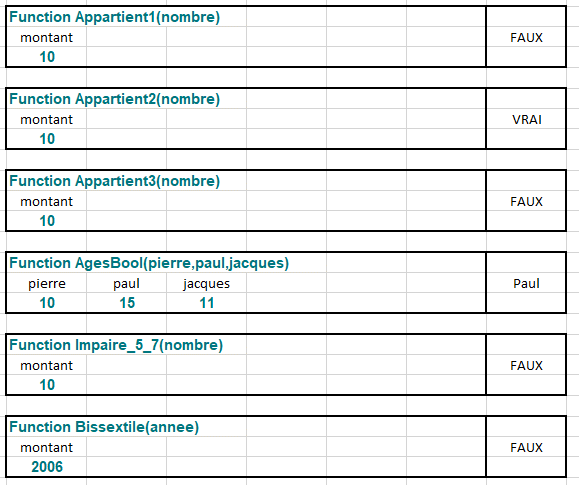 Function Appartient1(nombre)
montant FAUX
10
Function Appartient2(nombre)
montant VRAI
10
Function Appartient3(nombre)
montant FAUX
10
Function AgesBool(pierre,paul,jacques)
pierre paul jacques Paul
10 15 11
Function Impaire_5_7(nombre)
montant FAUX
10
Function Bissextile(annee)
montant FAUX
2006